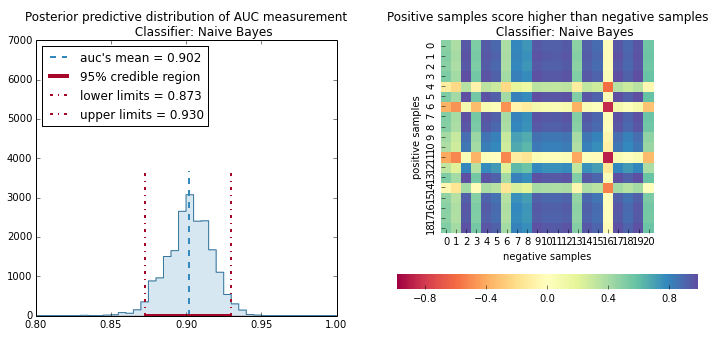 Posterior predictive distribution of AUC measurement
Classifier: Naive Bayes
7000
6000
5000
4000
3000
2000
1000
0
auc's mean = 0.902
95% credible region
lower limits = 0.873
upper limits = 0.930
0.80 0.85 0.90 0.95 1.00
Positive samples score higher than negative samples
Classifier: Naive Bayes
positive samples
0
1
2
3
4
5
6
7
8
9
10
11
12
13
14
15
16
17
18
0 1 2 3 4 5 6 7 8 9 10 11 12 13 14 15 16 17 18 19 20
negative samples
−0.8 −0.4 0.0 0.4 0.8